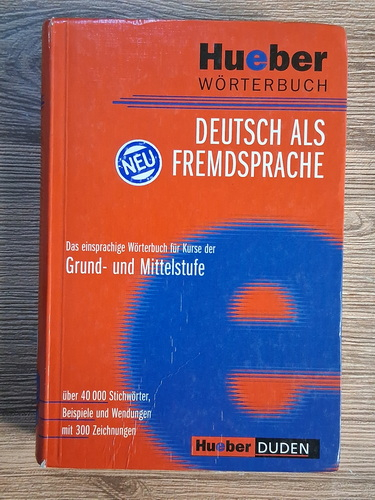 Hueber
WÖRTERBUCH
DEUTSCH ALS
FREMDSPRACHE
NEU
Das einsprachige Wörterbuch für Kurse der
Grund- und Mittelstufe
e
über 40 000 Stichwörter,
Beispiele und Wendungen
mit 300 Zeichnungen
Hueber DUDEN